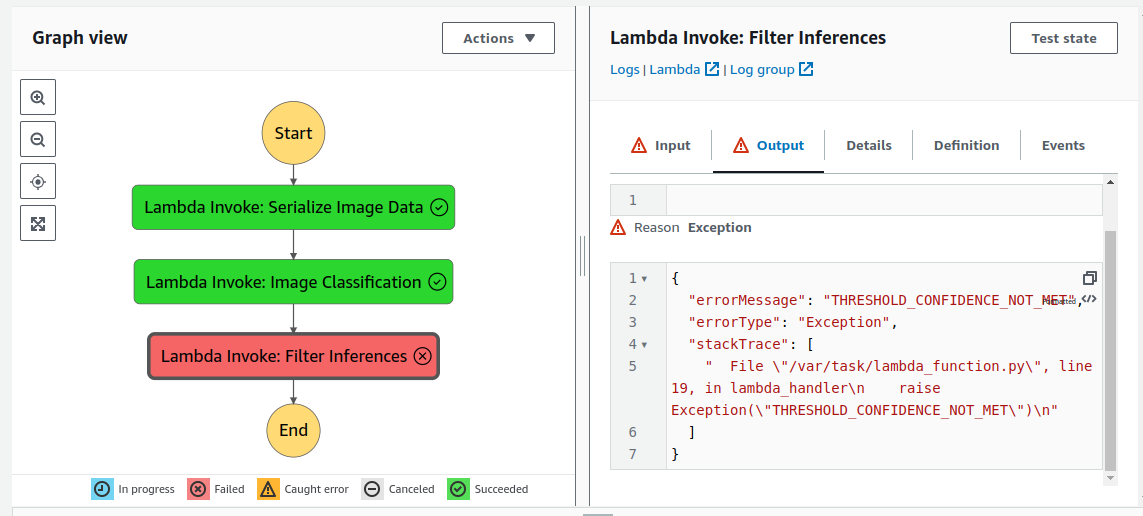 Graph view
Actions
Start
Lambda Invoke: Serialize Image Data
Lambda Invoke: Image Classification
Lambda Invoke: Filter Inferences
End
In progress
Failed
Caught error
Canceled
Succeeded
Lambda Invoke: Filter Inferences
Test state
Logs | Lambda | Log group
Input
Output
Details
Definition
Events
1
Reason Exception
1 {
2 "errorMessage": "THRESHOLD_CONFIDENCE_NOT_MET",
Formatted
3 "errorType": "Exception",
4 "stackTrace": [
5 "  File \"/var/task/lambda_function.py\", line
19, in lambda_handler\n    raise
Exception(\"THRESHOLD_CONFIDENCE_NOT_MET\")\n"
6 ]
7 }